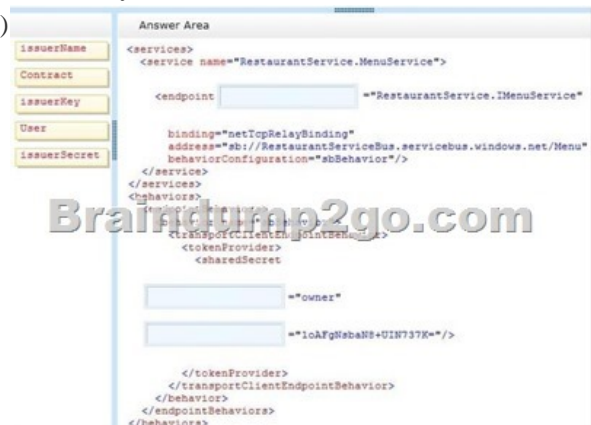 )
Answer Area
issuerName
Contract
issuerKey
User
issuerSecret
<services>
<service name="RestaurantService.MenuService">
<endpoint ="RestaurantService.IMenuService"
binding="netTcpRelayBinding"
address="sb://RestaurantServiceBus.servicebus.windows.net/Menu"
behaviorConfiguration="sbBehavior"/>
</service>
</services>
<behaviors>
Braindump2go.com
<transportClientEndpointBehavior>
<tokenProvider>
<sharedSecret
="owner"
="loAFgNsbaN8+UIN737K="/>
</tokenProvider>
</transportClientEndpointBehavior>
</behavior>
</endpointBehaviors>
</behaviors>